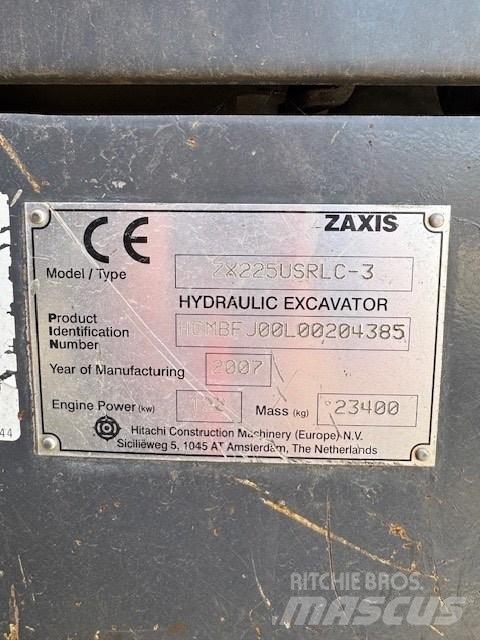 CE ZAXIS
Model / Type ZX225USRLC-3
HYDRAULIC EXCAVATOR
Product
Identification
Number
HCMBFJ00L00204385
Year of Manufacturing 2007
Engine Power (kw) Mass (kg) 23400
Hitachi Construction Machinery (Europe) N.V.
Siciliëweg 5, 1045 AT Amsterdam, The Netherlands
44
RITCHIE BROS.
MASCUS